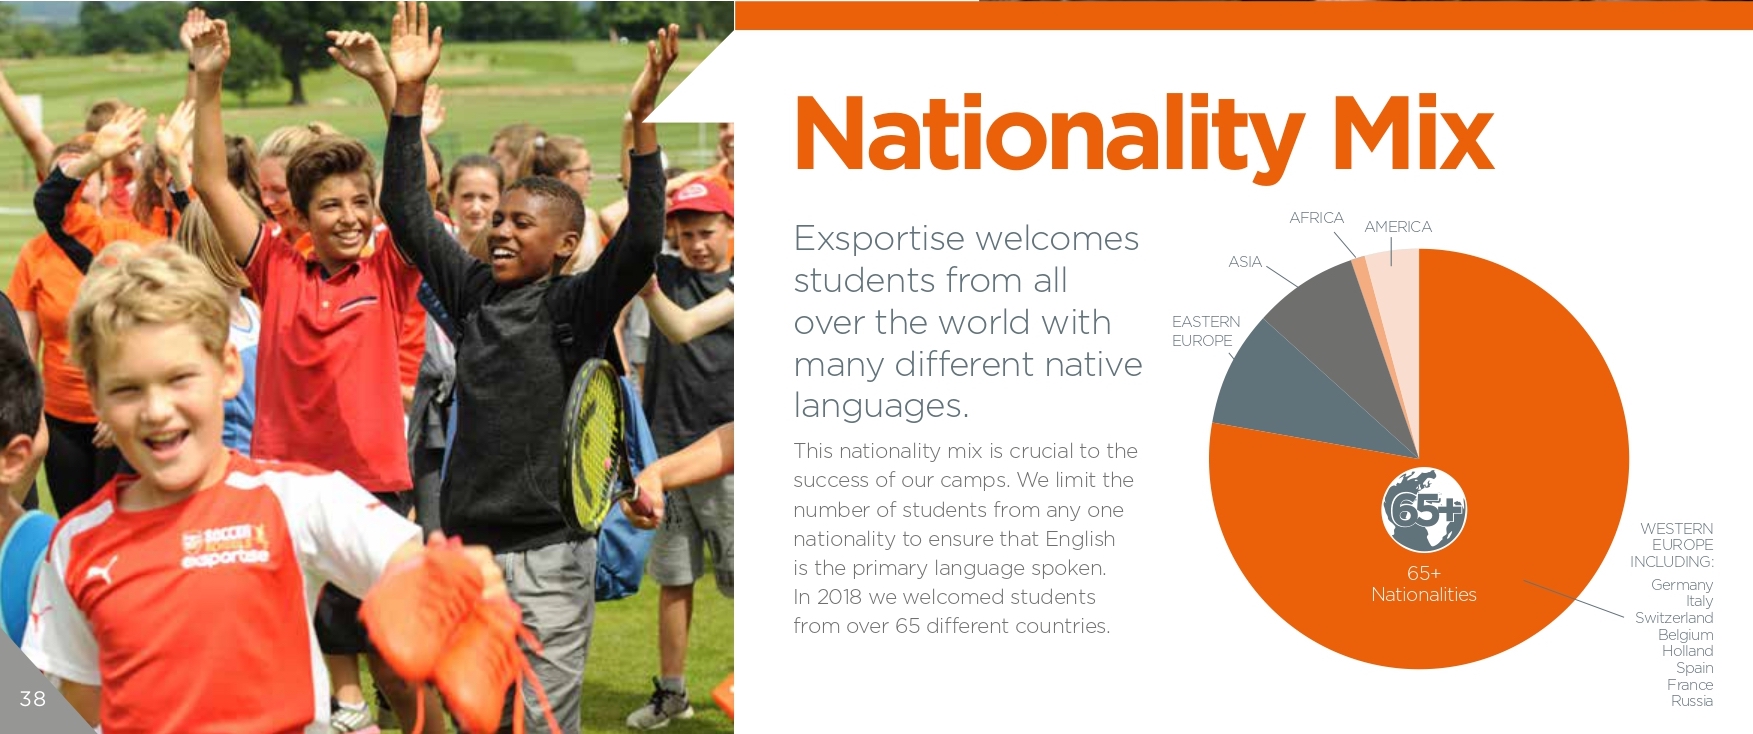 Nationality Mix
Exsportise welcomes
students from all
over the world with
many different native
languages.
This nationality mix is crucial to the
success of our camps. We limit the
number of students from any one
nationality to ensure that English
is the primary language spoken.
In 2018 we welcomed students
from over 65 different countries.
AFRICA
AMERICA
ASIA
EASTERN
EUROPE
65+
65+
Nationalities
WESTERN
EUROPE
INCLUDING:
Germany
Italy
Switzerland
Belgium
Holland
Spain
France
Russia
SOCCER
exsportise
38